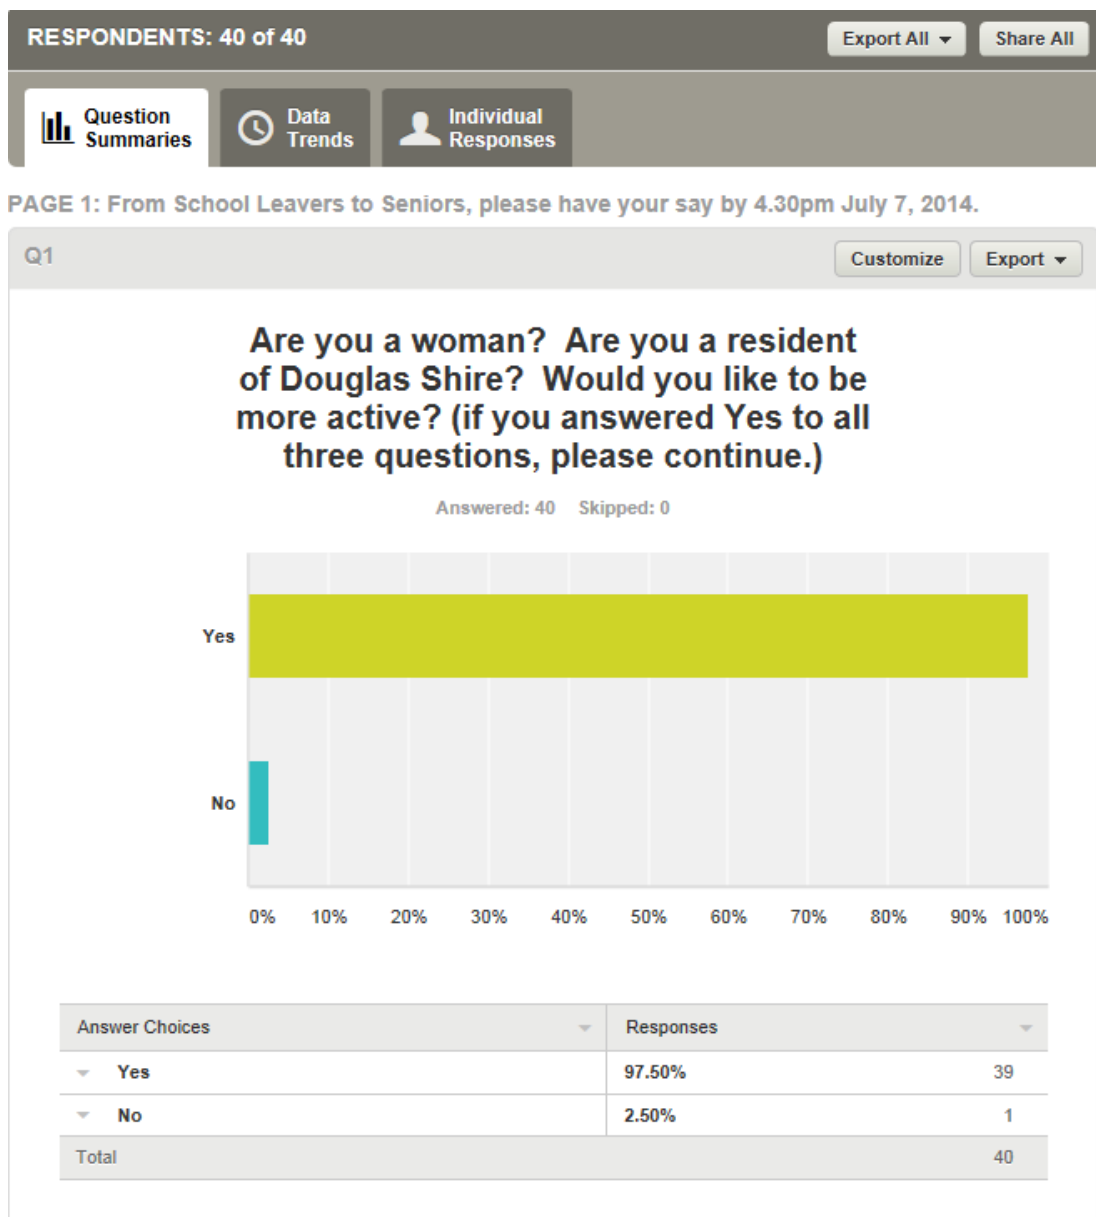 RESPONDENTS: 40 of 40
Export All
Share All
Question
Summaries
Data
Trends
Individual
Responses
PAGE 1: From School Leavers to Seniors, please have your say by 4.30pm July 7, 2014.
Q1
Customize
Export
Are you a woman? Are you a resident
of Douglas Shire? Would you like to be
more active? (if you answered Yes to all
three questions, please continue.)
Answered: 40 Skipped: 0
Yes
No
0% 10% 20% 30% 40% 50% 60% 70% 80% 90% 100%
Answer Choices Responses
Yes 97.50% 39
No 2.50% 1
Total 40